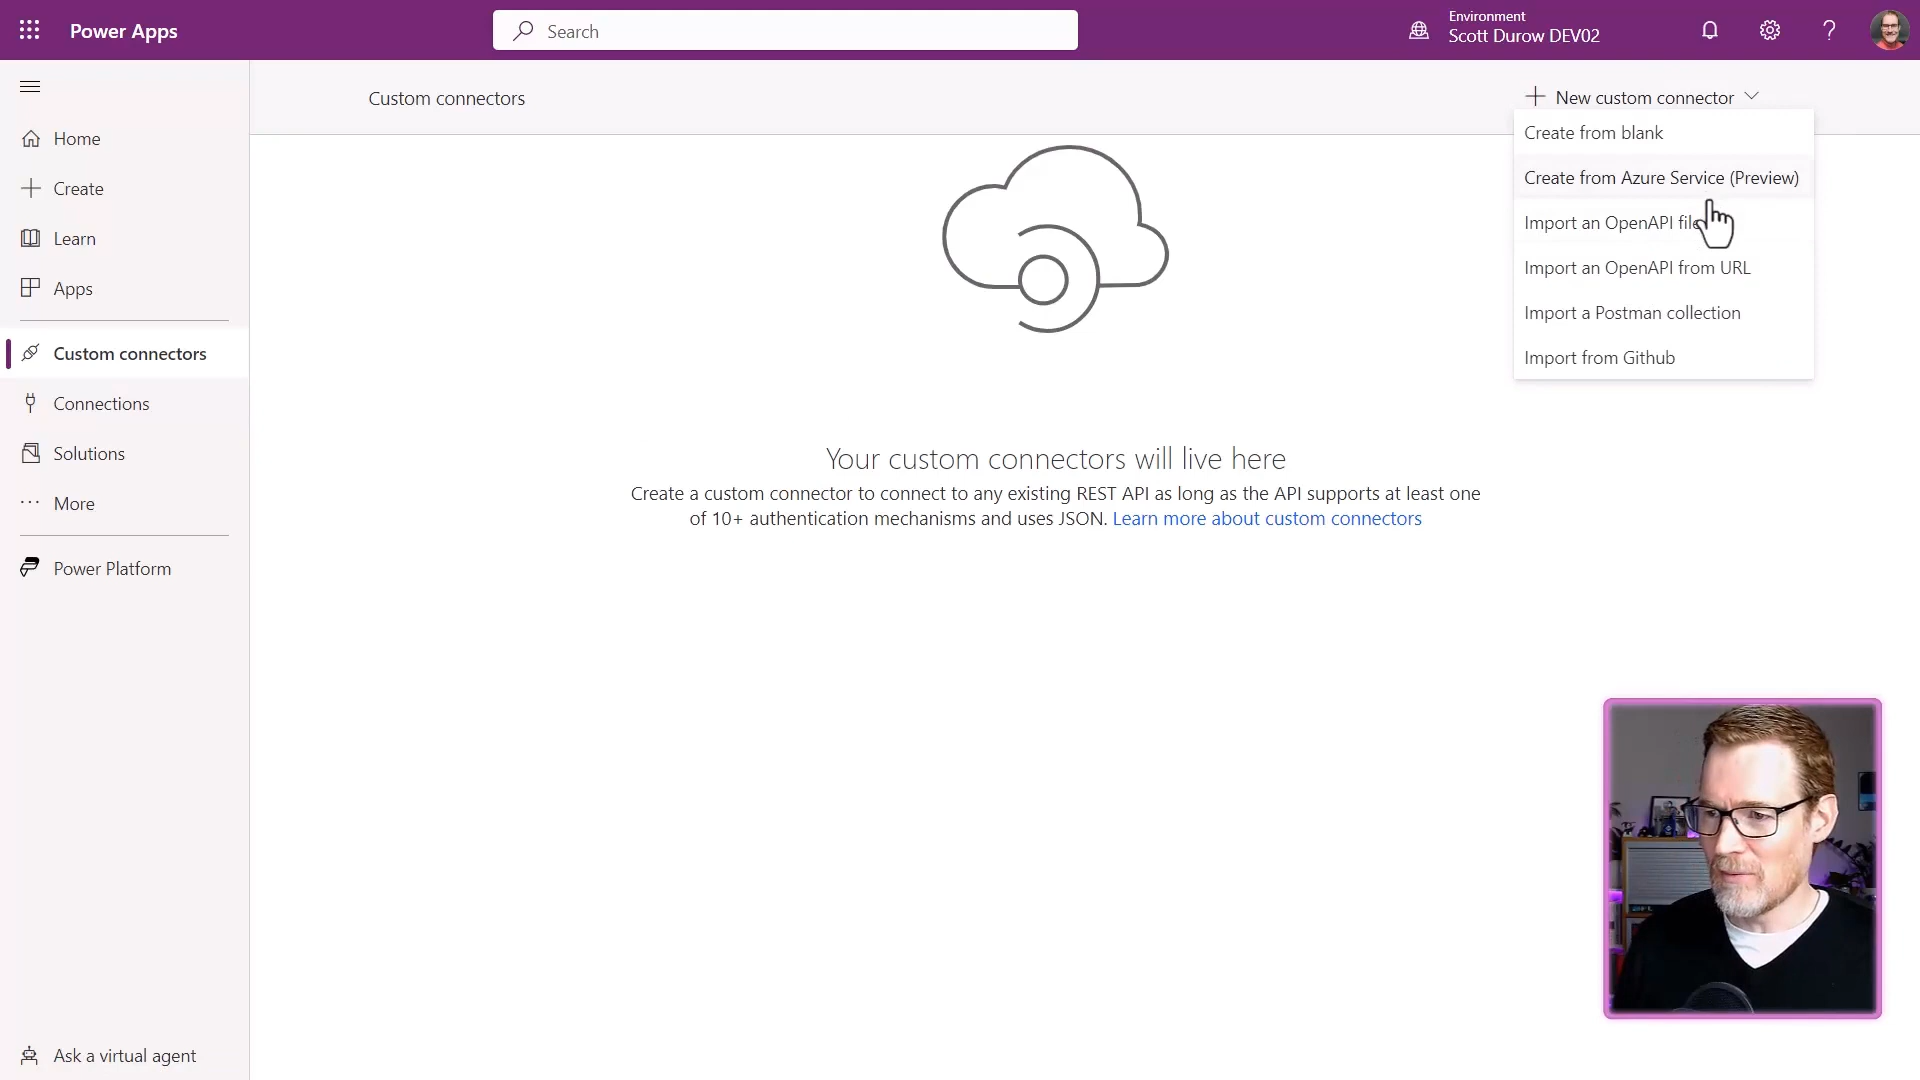 Power Apps
Search
Environment
Scott Durow DEV02
?
Home
Create
Learn
Apps
Custom connectors
Connections
Solutions
More
Power Platform
Ask a virtual agent
Custom connectors
New custom connector
Create from blank
Create from Azure Service (Preview)
Import an OpenAPI file
Import an OpenAPI from URL
Import a Postman collection
Import from Github
Your custom connectors will live here
Create a custom connector to connect to any existing REST API as long as the API supports at least one
of 10+ authentication mechanisms and uses JSON. Learn more about custom connectors